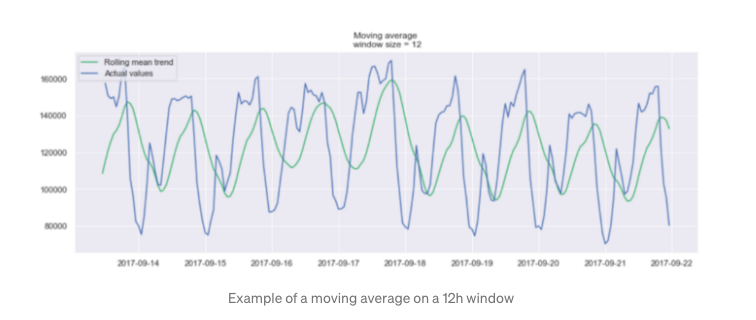 Moving average
window size = 12
Rolling mean trend
Actual values
160000
140000
120000
100000
80000
2017-09-14 2017-09-15 2017-09-16 2017-09-17 2017-09-18 2017-09-19 2017-09-20 2017-09-21 2017-09-22
Example of a moving average on a 12h window